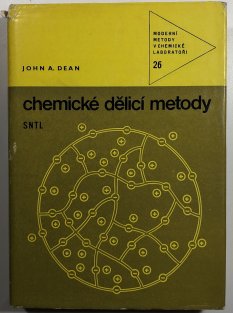 MODERNÍ
METODY
V CHEMICKÉ
LABORATOŘI
26
JOHN A. DEAN
chemické dělicí metody
SNTL